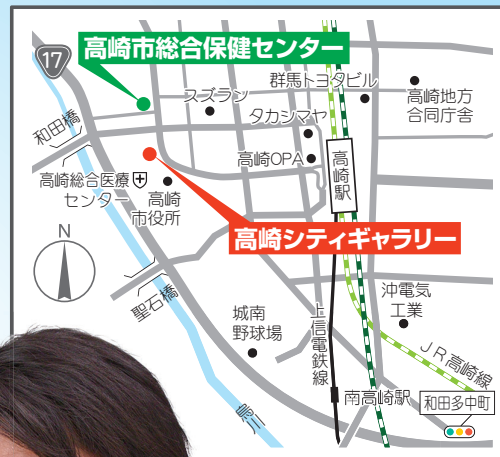 17
高崎市総合保健センター
群馬トヨタビル
スズラン
高崎地方
合同庁舎
タカシマヤ
和田橋
高崎OPA
高崎駅
高崎総合医療
センター
高崎
市役所
高崎シティギャラリー
N
聖石橋
城南
野球場
上信電鉄線
沖電気
工業
JR高崎線
烏川
南高崎駅
和田多中町